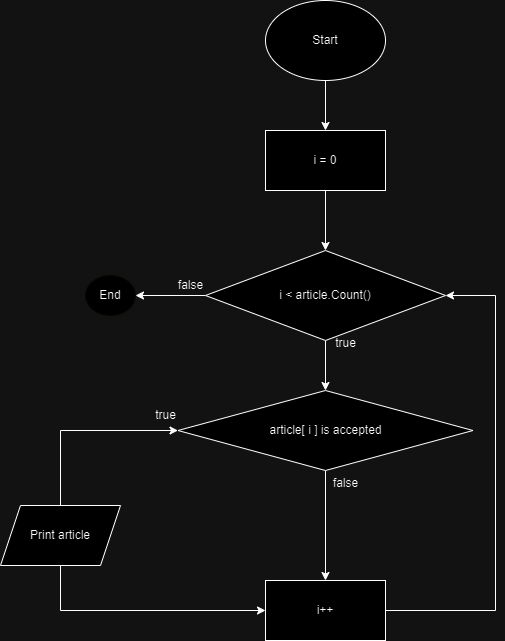 Start
i = 0
false
End
i < article.Count()
true
true
article[ i ] is accepted
false
Print article
i++